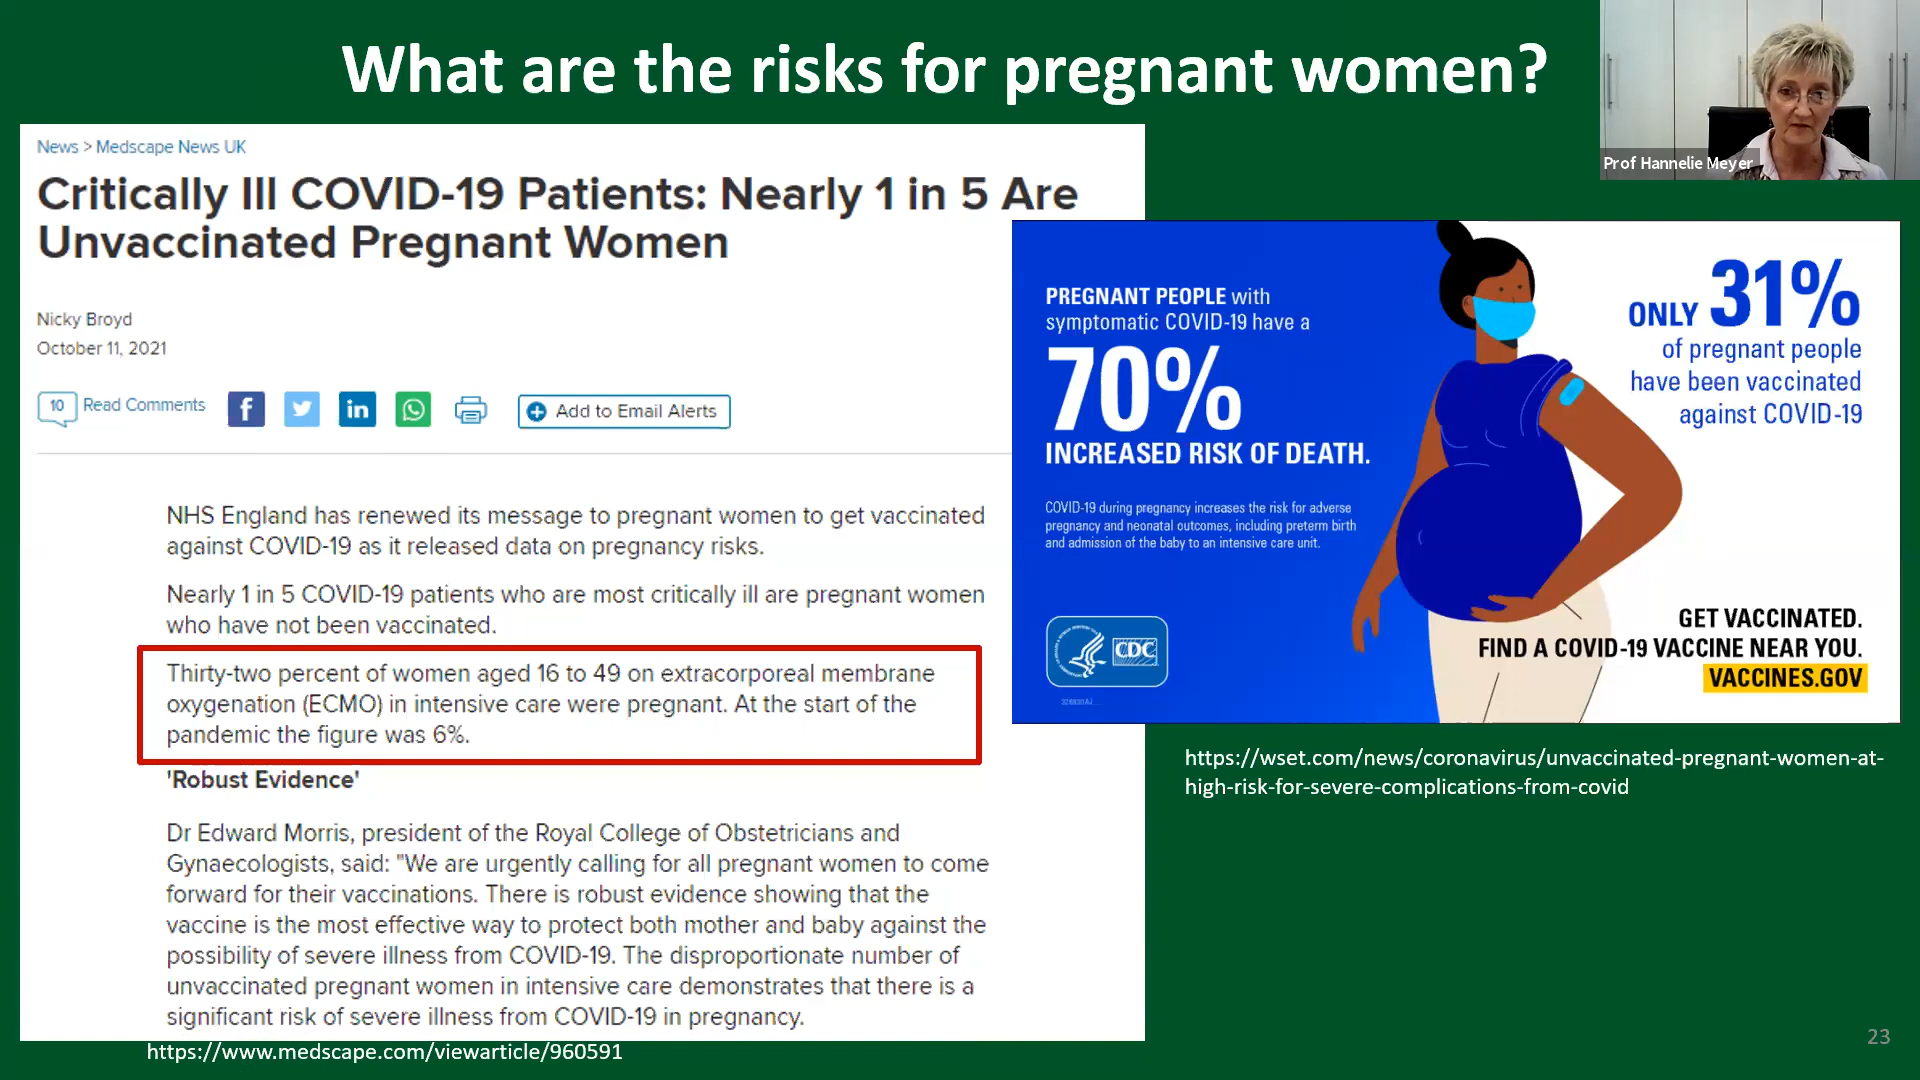 What are the risks for pregnant women?
Prof Hannelie Meyer
News > Medscape News UK
Critically Ill COVID-19 Patients: Nearly 1 in 5 Are
Unvaccinated Pregnant Women
Nicky Broyd
October 11, 2021
10 Read Comments
f
in
Add to Email Alerts
NHS England has renewed its message to pregnant women to get vaccinated
against COVID-19 as it released data on pregnancy risks.
Nearly 1 in 5 COVID-19 patients who are most critically ill are pregnant women
who have not been vaccinated.
Thirty-two percent of women aged 16 to 49 on extracorporeal membrane
oxygenation (ECMO) in intensive care were pregnant. At the start of the
pandemic the figure was 6%.
'Robust Evidence'
Dr Edward Morris, president of the Royal College of Obstetricians and
Gynaecologists, said: "We are urgently calling for all pregnant women to come
forward for their vaccinations. There is robust evidence showing that the
vaccine is the most effective way to protect both mother and baby against the
possibility of severe illness from COVID-19. The disproportionate number of
unvaccinated pregnant women in intensive care demonstrates that there is a
significant risk of severe illness from COVID-19 in pregnancy.
https://www.medscape.com/viewarticle/960591
PREGNANT PEOPLE with
symptomatic COVID-19 have a
70%
INCREASED RISK OF DEATH.
COVID-19 during pregnancy increases the risk for adverse
pregnancy and neonatal outcomes, including preterm birth
and admission of the baby to an intensive care unit.
CDC
ONLY 31%
of pregnant people
have been vaccinated
against COVID-19
GET VACCINATED.
FIND A COVID-19 VACCINE NEAR YOU.
VACCINES.GOV
https://wset.com/news/coronavirus/unvaccinated-pregnant-women-at-
high-risk-for-severe-complications-from-covid
23